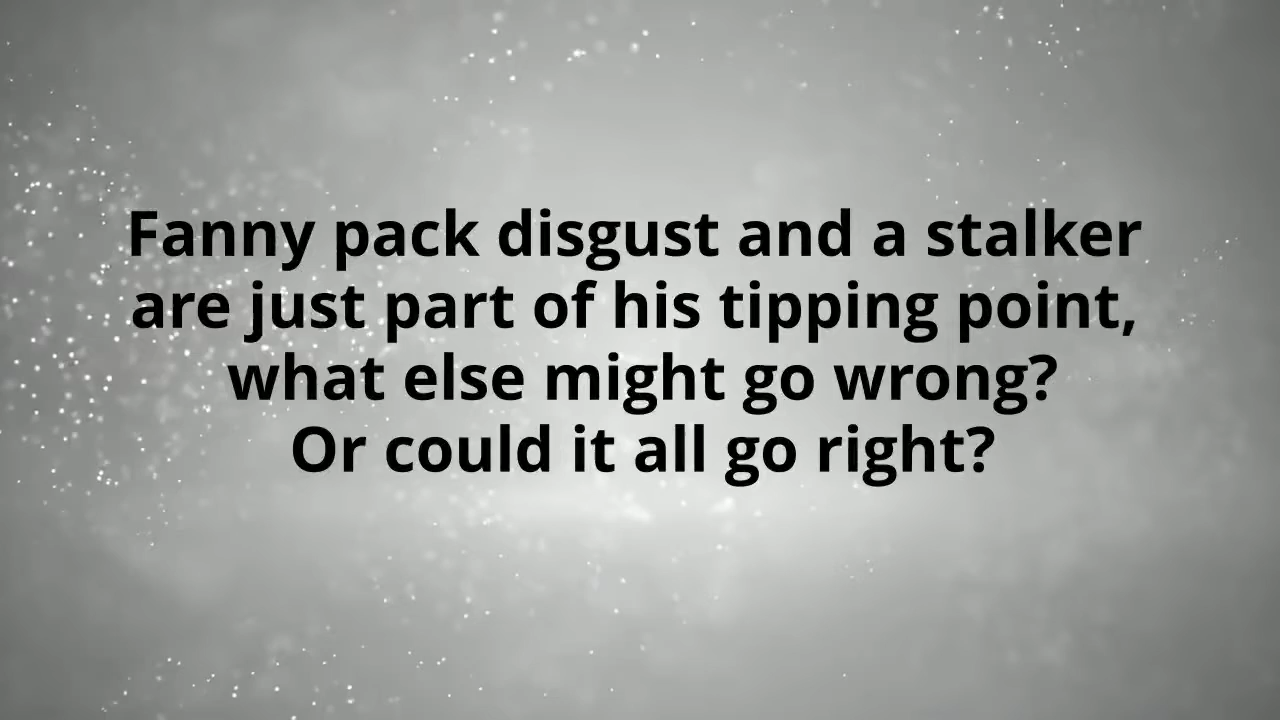 Fanny pack disgust and a stalker
are just part of his tipping point,
what else might go wrong?
Or could it all go right?